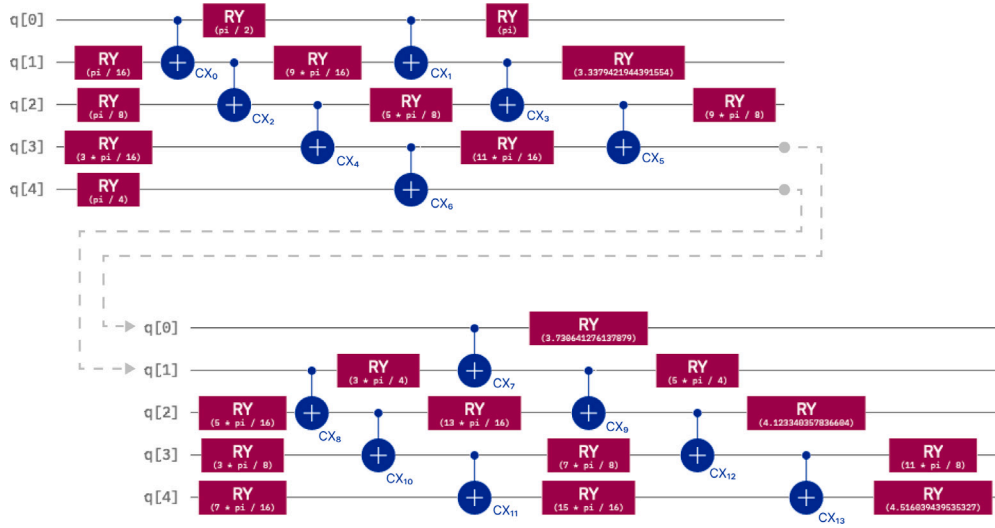 q[0] RY (pi / 2) RY (pi)
q[1] RY (pi / 16) CX₀ RY (9 * pi / 16) CX₁ RY (3.3379421944391554)
q[2] RY (pi / 8) CX₂ RY (5 * pi / 8) CX₃ RY (9 * pi / 8)
q[3] RY (3 * pi / 16) CX₄ RY (11 * pi / 16) CX₅
q[4] RY (pi / 4) CX₆
q[0] RY (3.730641276137879)
q[1] RY (3 * pi / 4) CX₇ RY (5 * pi / 4)
q[2] RY (5 * pi / 16) CX₈ RY (13 * pi / 16) CX₉ RY (4.123340357836604)
q[3] RY (3 * pi / 8) CX₁₀ RY (7 * pi / 8) CX₁₂ RY (11 * pi / 8)
q[4] RY (7 * pi / 16) CX₁₁ RY (15 * pi / 16) CX₁₃ RY (4.516039439535327)